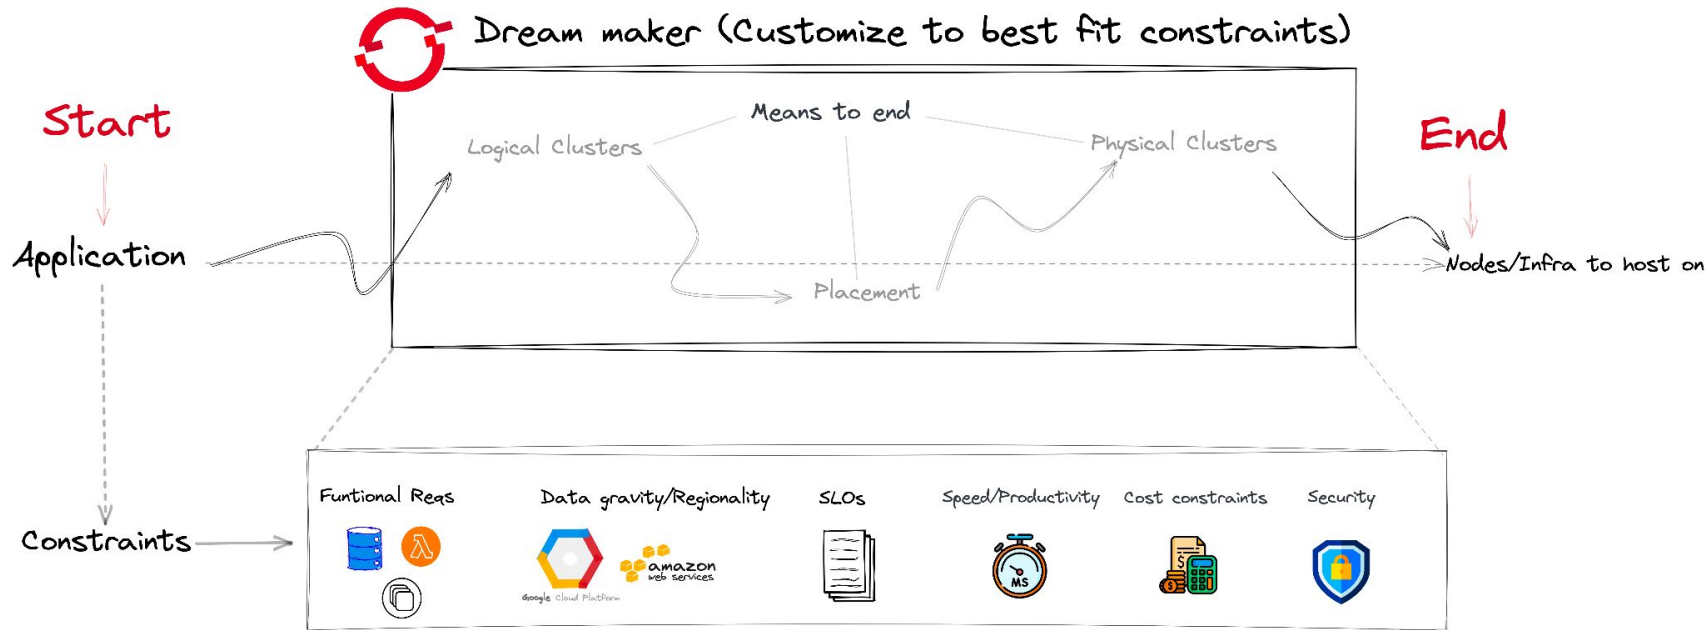 Dream maker (Customize to best fit constraints)
Start
Means to end
End
Logical Clusters
Physical Clusters
Application
Placement
Nodes/Infra to host on
Constraints
Funtional Reqs
Data gravity/Regionality
SLOs
Speed/Productivity
Cost constraints
Security
λ
amazon
web services
Google Cloud Platform
MS
$
$